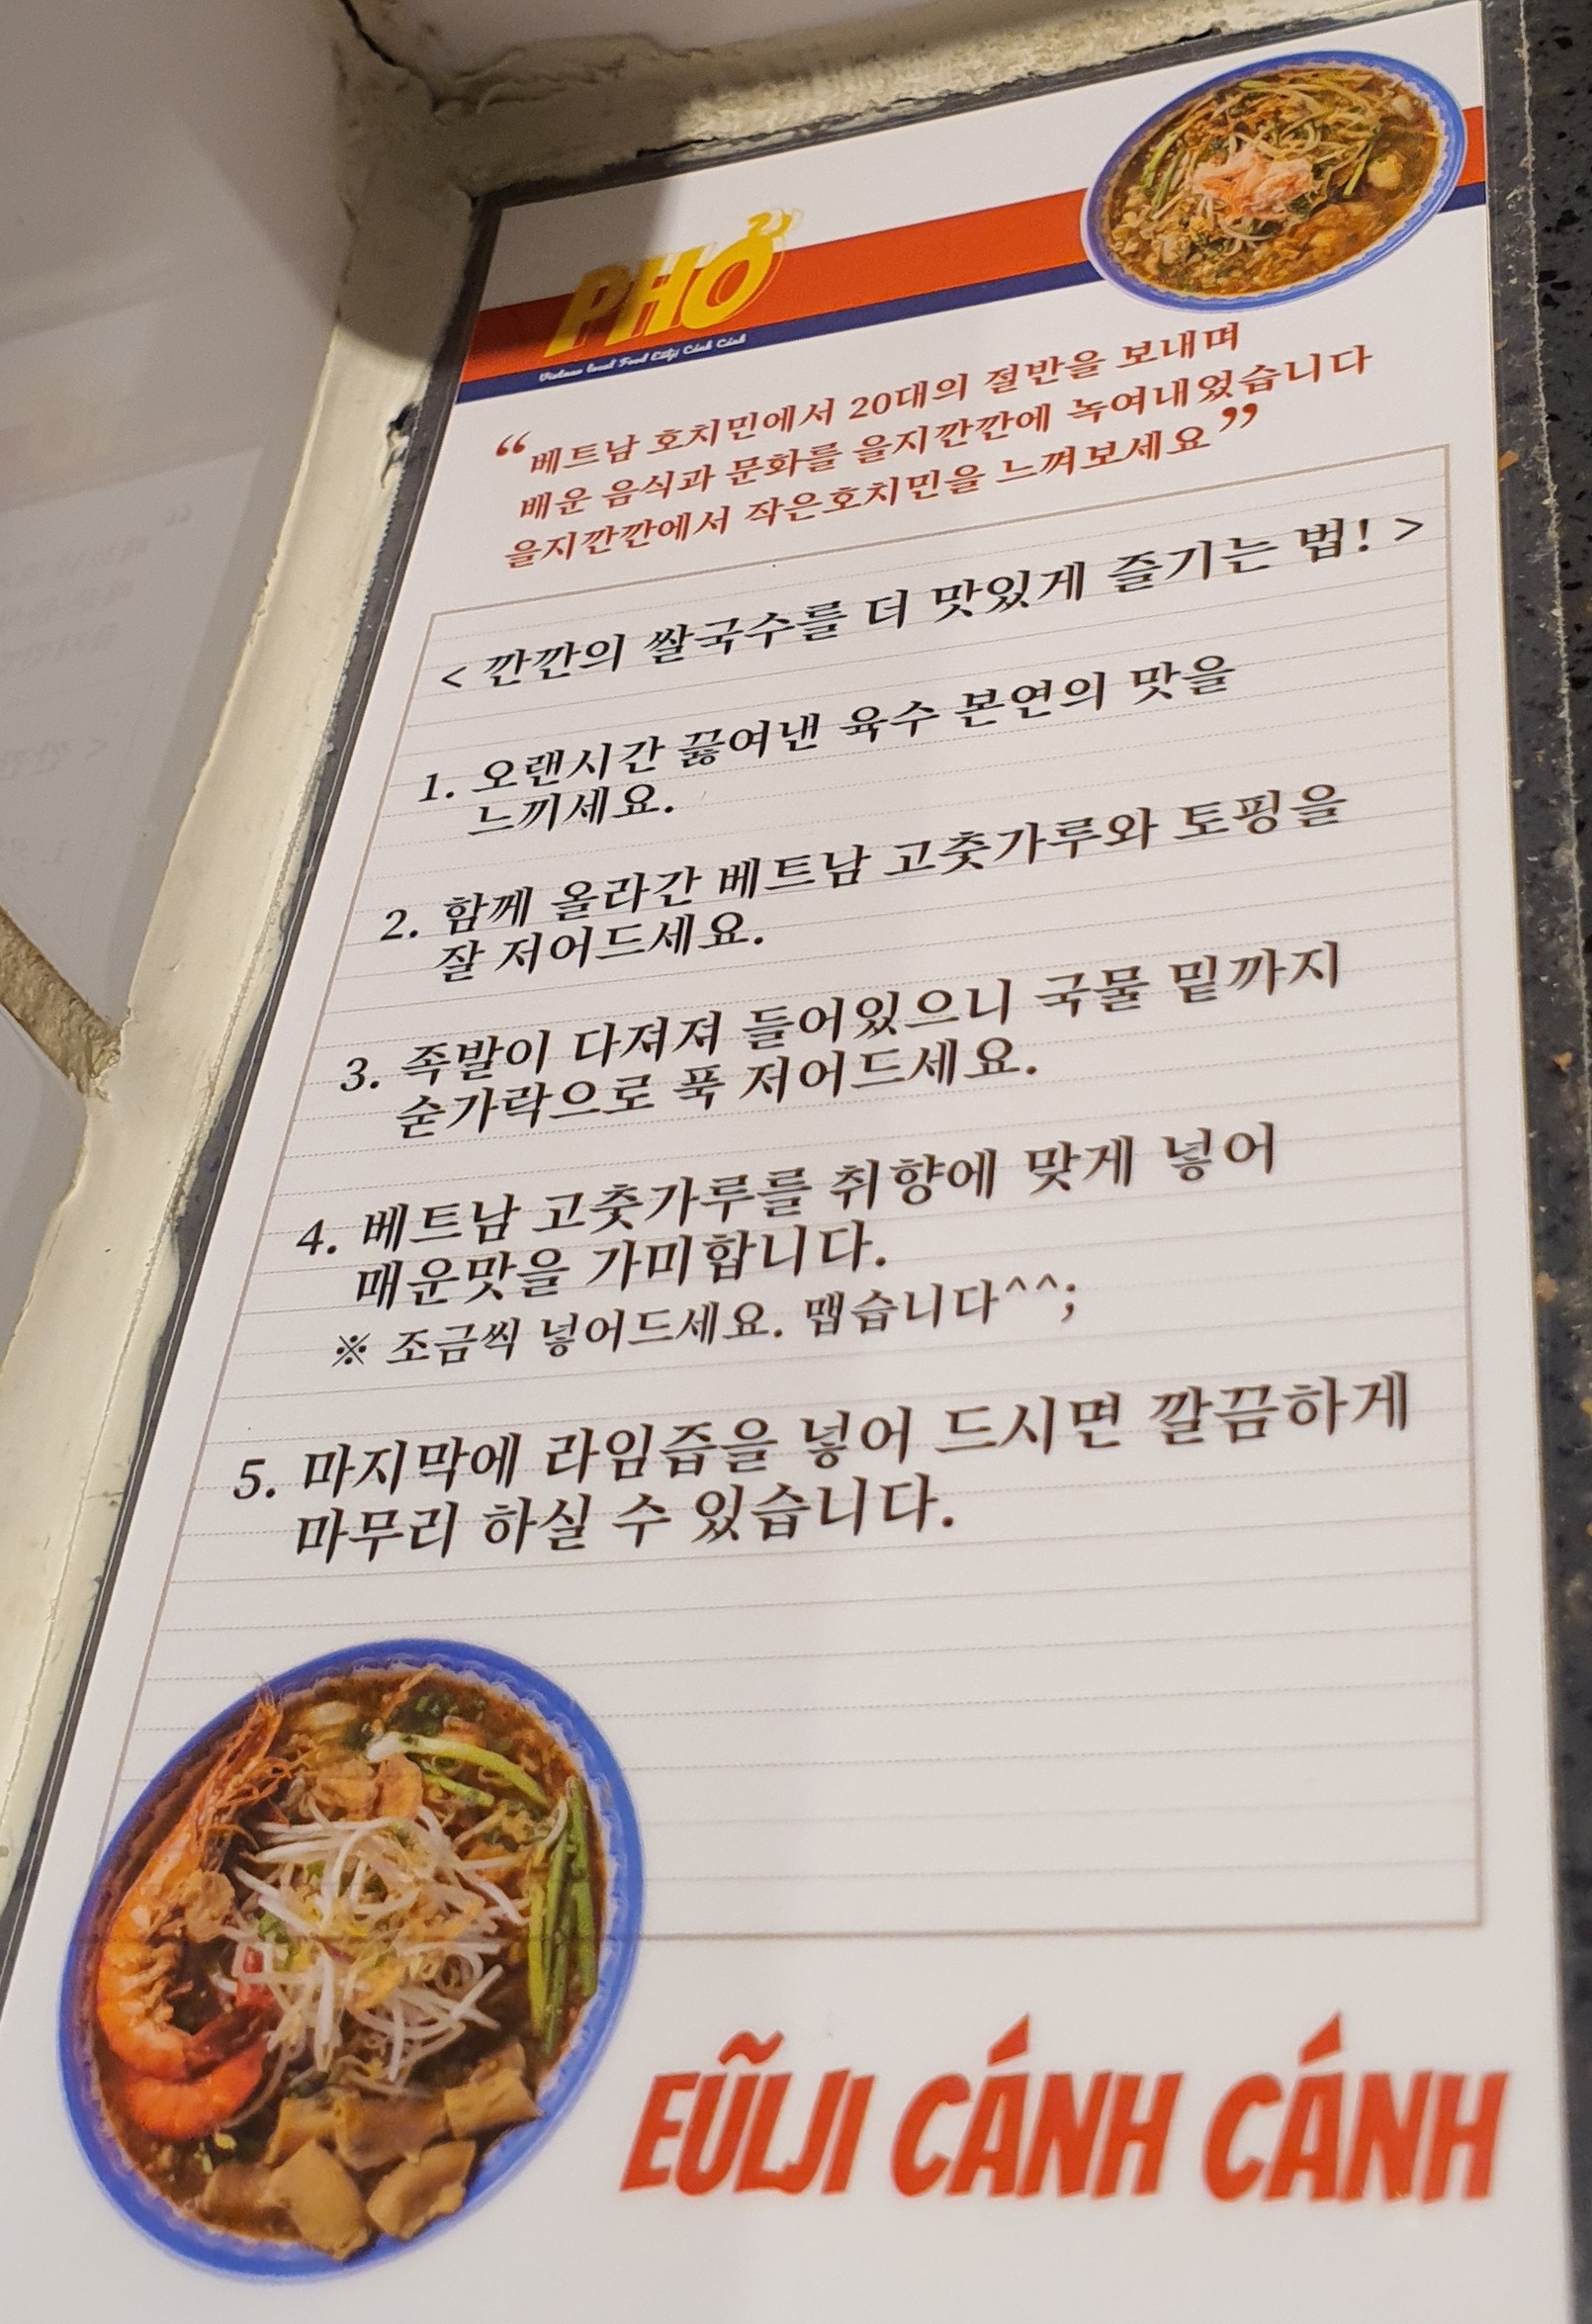 PHỞ
Vietnam local Food Eulji Cánh Cánh
“베트남 호치민에서 20대의 절반을 보내며
배운 음식과 문화를 을지깐깐에 녹여내었습니다
을지깐깐에서 작은호치민을 느껴보세요”
< 깐깐의 쌀국수를 더 맛있게 즐기는 법! >
1. 오랜시간 끓여낸 육수 본연의 맛을
느끼세요.
2. 함께 올라간 베트남 고춧가루와 토핑을
잘 저어드세요.
3. 족발이 다져져 들어있으니 국물 밑까지
숟가락으로 푹 저어드세요.
4. 베트남 고춧가루를 취향에 맞게 넣어
매운맛을 가미합니다.
※ 조금씩 넣어드세요. 맵습니다^^;
5. 마지막에 라임즙을 넣어 드시면 깔끔하게
마무리 하실 수 있습니다.
EŨLJI CÁNH CÁNH